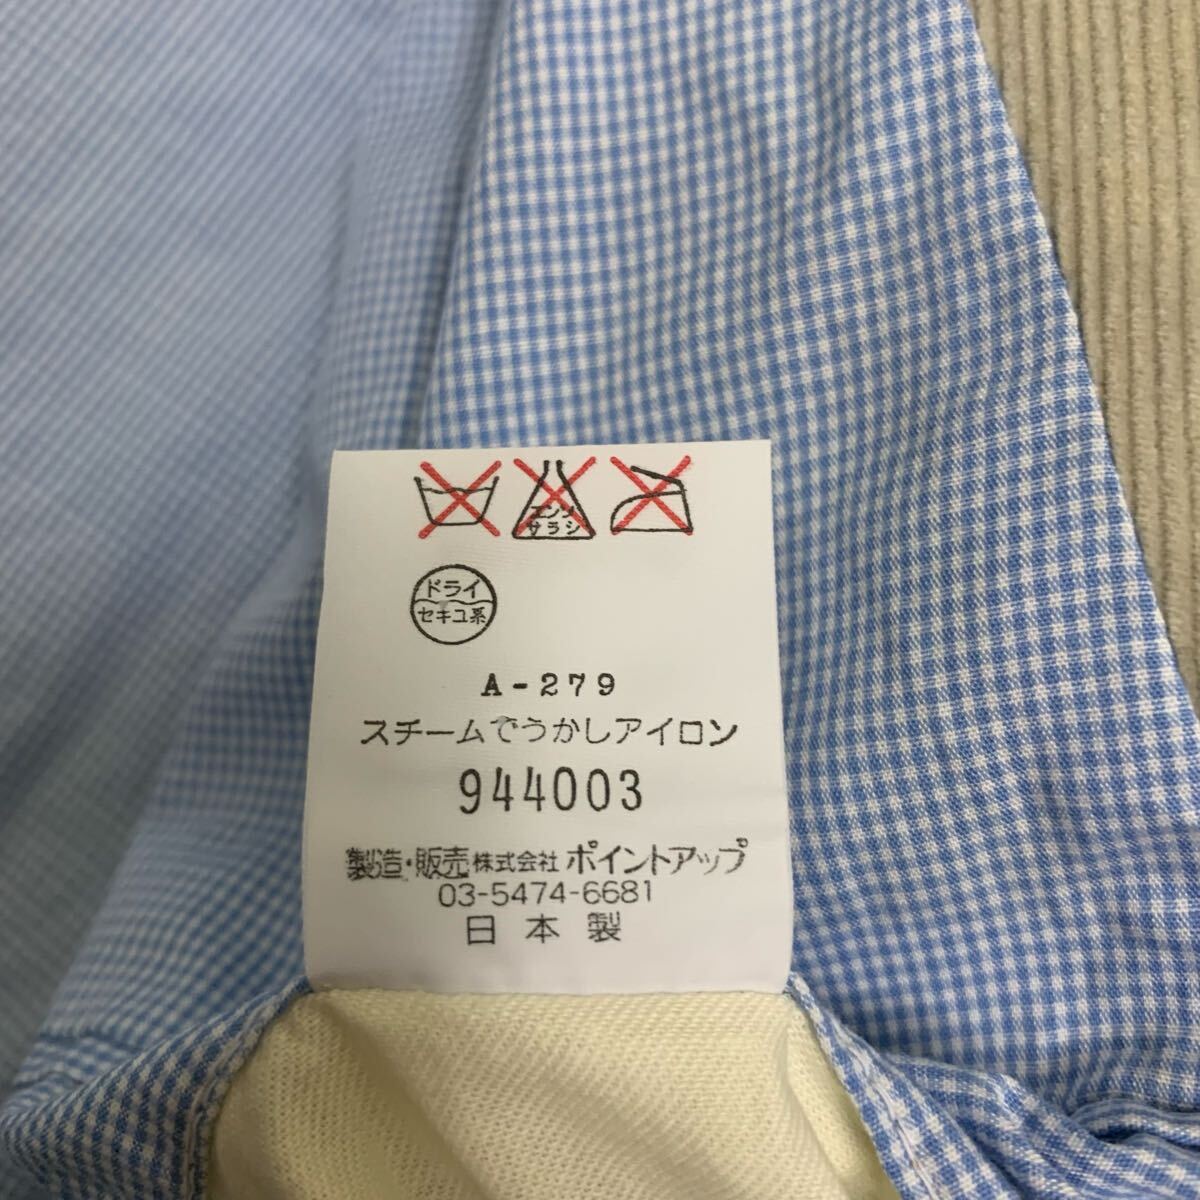 エンソ
サラシ
ドライ
セキユ系
A-279
スチームでうかしアイロン
944003
製造・販売株式会社ポイントアップ
03-5474-6681
日本製